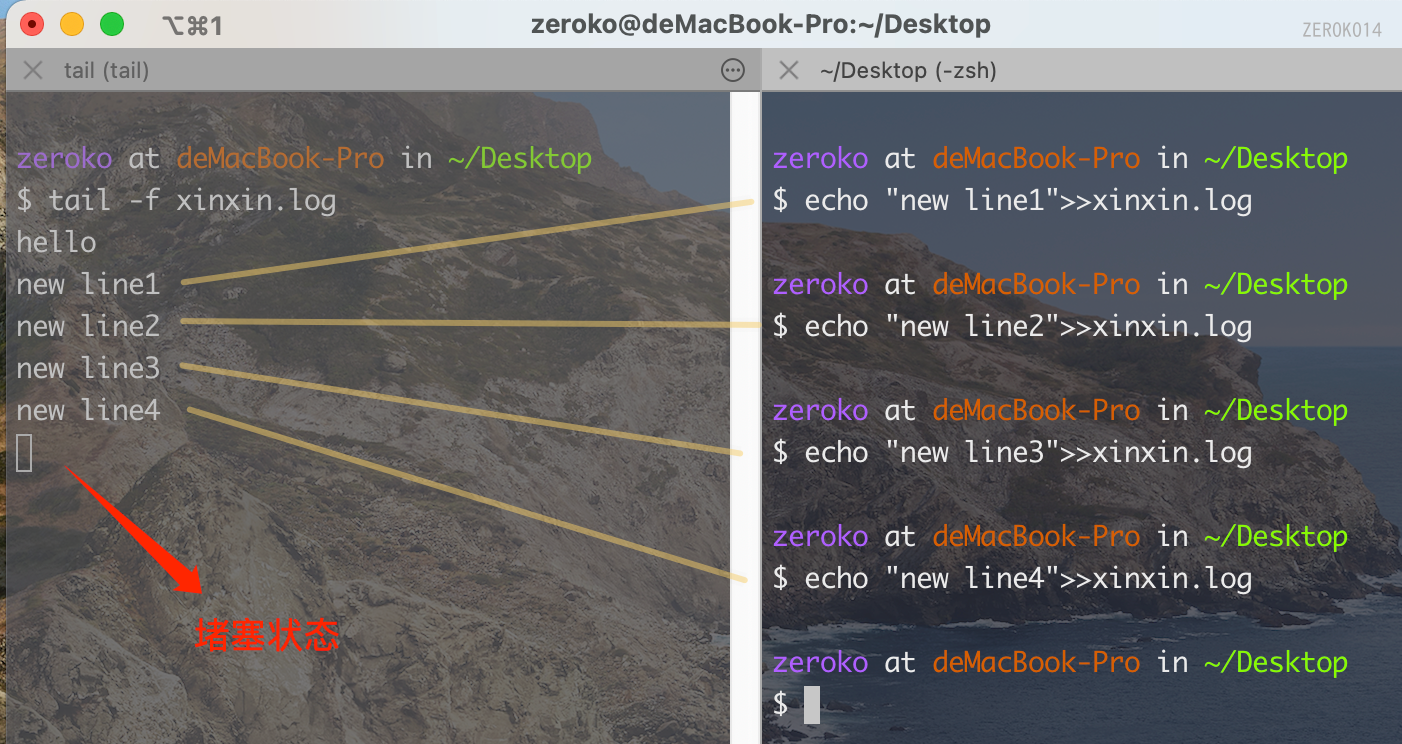 ⌥⌘1
zeroko@deMacBook-Pro:~/Desktop
ZEROKO14
tail (tail)
zeroko at deMacBook-Pro in ~/Desktop
$ tail -f xinxin.log
hello
new line1
new line2
new line3
new line4
堵塞状态
~/Desktop (-zsh)
zeroko at deMacBook-Pro in ~/Desktop
$ echo "new line1">>xinxin.log
zeroko at deMacBook-Pro in ~/Desktop
$ echo "new line2">>xinxin.log
zeroko at deMacBook-Pro in ~/Desktop
$ echo "new line3">>xinxin.log
zeroko at deMacBook-Pro in ~/Desktop
$ echo "new line4">>xinxin.log
zeroko at deMacBook-Pro in ~/Desktop
$